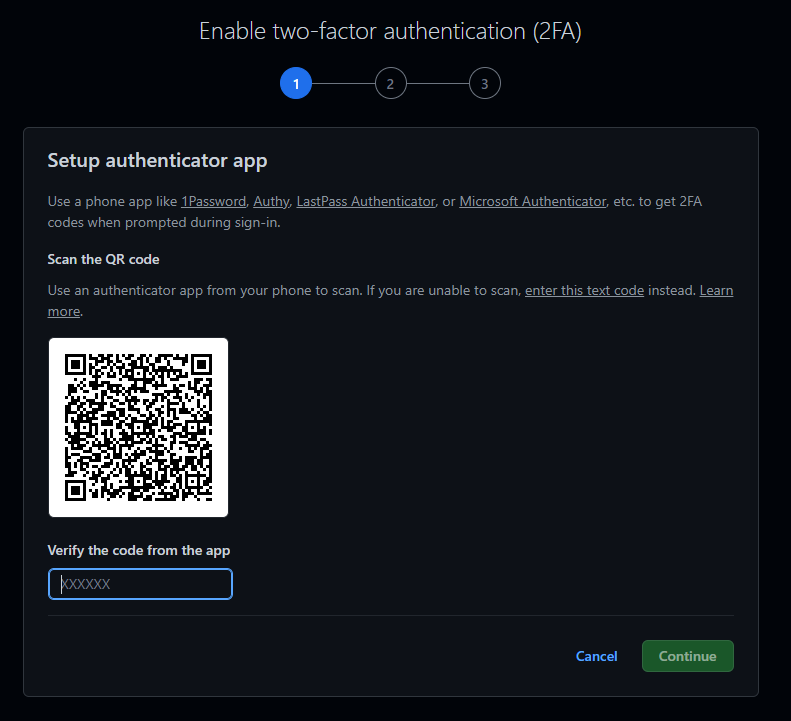 Enable two-factor authentication (2FA)
1 2 3
Setup authenticator app
Use a phone app like 1Password, Authy, LastPass Authenticator, or Microsoft Authenticator, etc. to get 2FA
codes when prompted during sign-in.
Scan the QR code
Use an authenticator app from your phone to scan. If you are unable to scan, enter this text code instead. Learn
more.
Verify the code from the app
XXXXXX
Cancel Continue